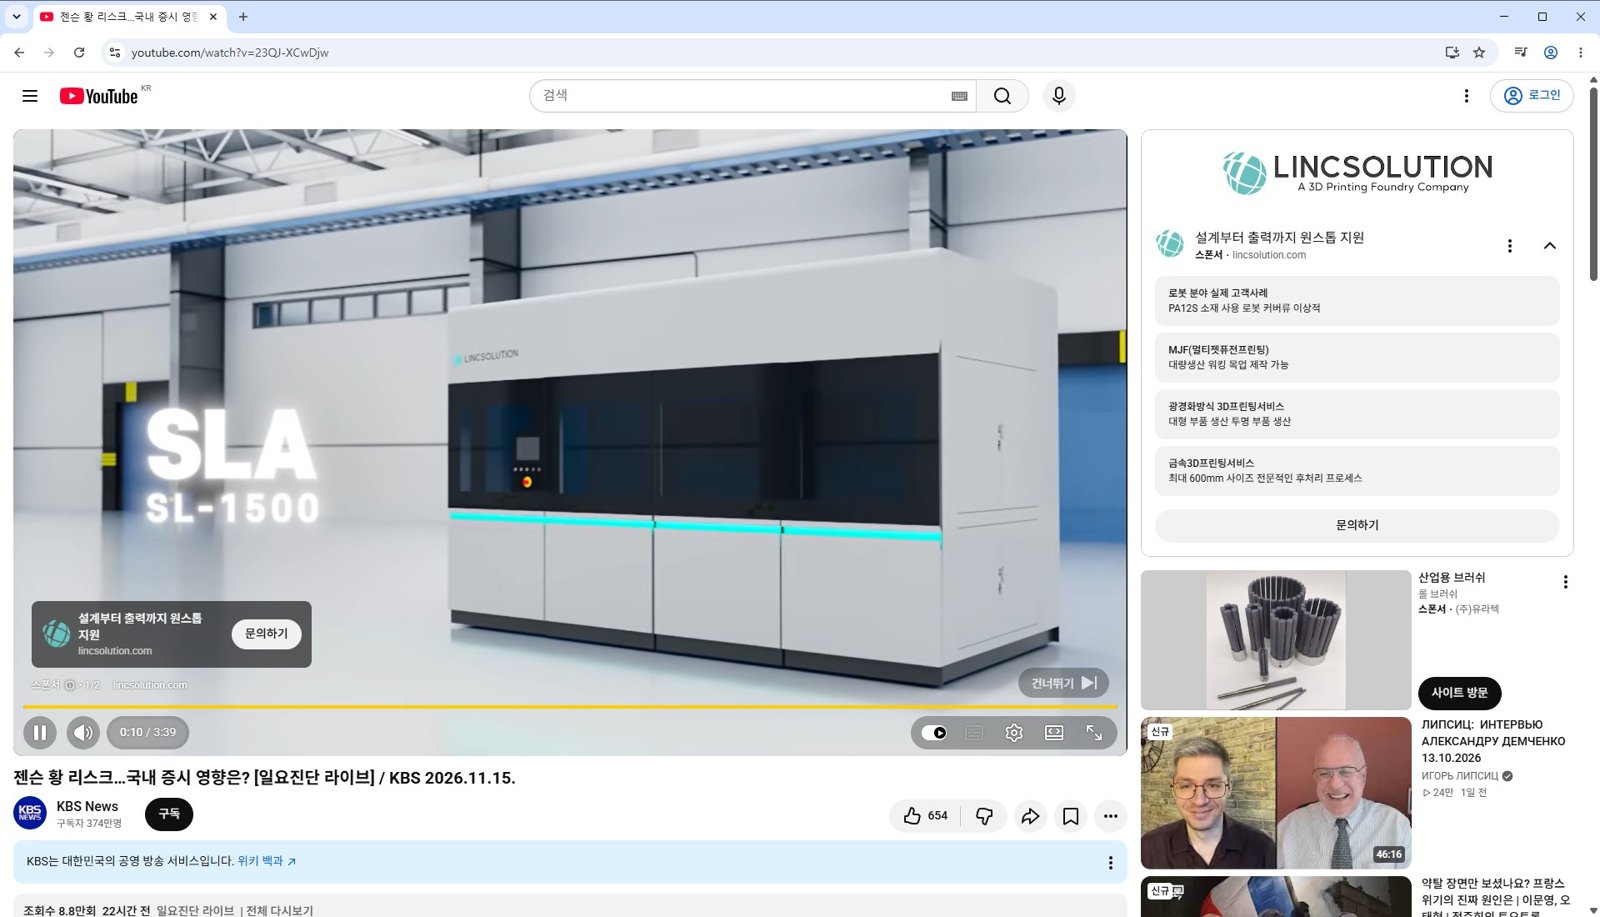 젠슨 황 리스크...국내 증시 영향
youtube.com/watch?v=23QJ-XCwDjw
YouTube KR
검색
로그인
LINCSOLUTION
SLA
SL-1500
설계부터 출력까지 원스톱
지원
lincsolution.com
문의하기
스폰서 · 1/2 lincsolution.com
건너뛰기
0:10 / 3:39
젠슨 황 리스크...국내 증시 영향은? [일요진단 라이브] / KBS 2026.11.15.
KBS NEWS
KBS News
구독자 374만명
구독
654
KBS는 대한민국의 공영 방송 서비스입니다. 위키 백과
조회수 8.8만회 22시간 전 일요진단 라이브 | 전체 다시보기
LINCSOLUTION
A 3D Printing Foundry Company
설계부터 출력까지 원스톱 지원
스폰서 · lincsolution.com
로봇 분야 실제 고객사례
PA12S 소재 사용 로봇 커버류 이상적
MJF(멀티젯퓨전프린팅)
대량생산 워킹 목업 제작 가능
광경화방식 3D프린팅서비스
대형 부품 생산 투명 부품 생산
금속3D프린팅서비스
최대 600mm 사이즈 전문적인 후처리 프로세스
문의하기
산업용 브러쉬
롤 브러쉬
스폰서 · (주)유라텍
사이트 방문
신규
46:16
ЛИПСИЦ: ИНТЕРВЬЮ
АЛЕКСАНДРУ ДЕМЧЕНКО
13.10.2026
ИГОРЬ ЛИПСИЦ
24만 1일 전
신규
약탈 장면만 보셨나요? 프랑스
위기의 진짜 원인은 | 이문영, 오